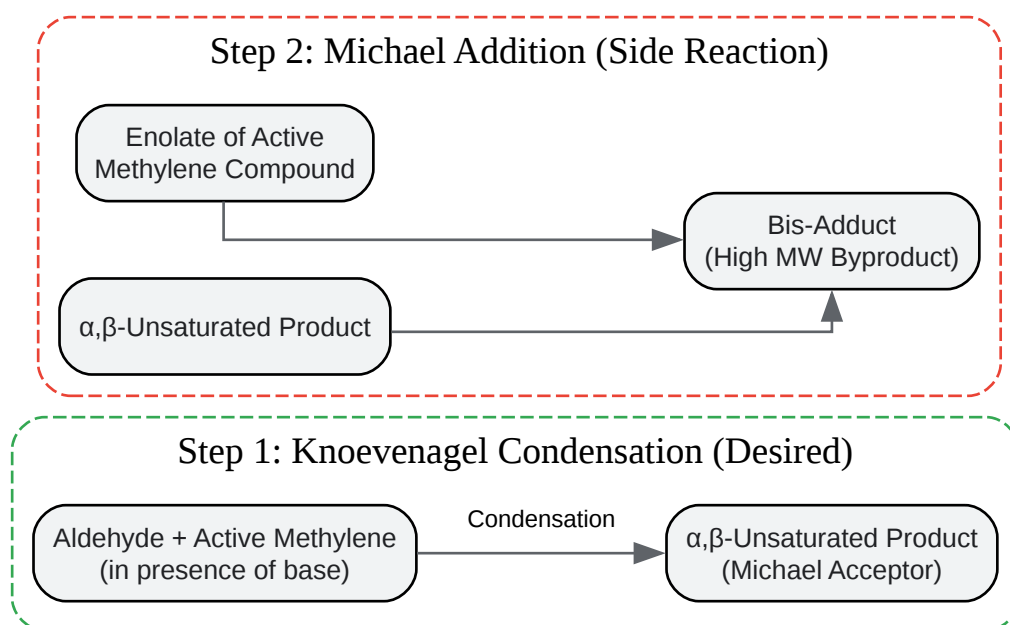 Step 2: Michael Addition (Side Reaction)
Enolate of Active
Methylene Compound
Bis-Adduct
(High MW Byproduct)
α,β-Unsaturated Product
Step 1: Knoevenagel Condensation (Desired)
Aldehyde + Active Methylene
(in presence of base)
Condensation
α,β-Unsaturated Product
(Michael Acceptor)